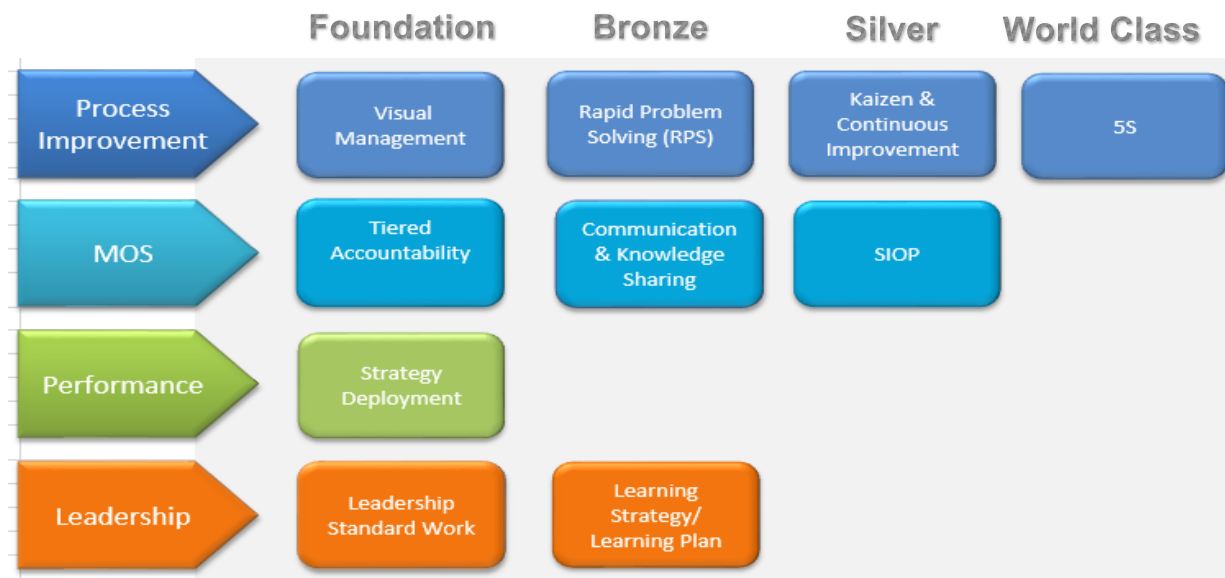 Foundation
Bronze
Silver
World Class
Process
Improvement
Visual
Management
Rapid Problem
Solving (RPS)
Kaizen &
Continuous
Improvement
5S
MOS
Tiered
Accountability
Communication
& Knowledge
Sharing
SIOP
Performance
Strategy
Deployment
Leadership
Leadership
Standard Work
Learning
Strategy/
Learning Plan